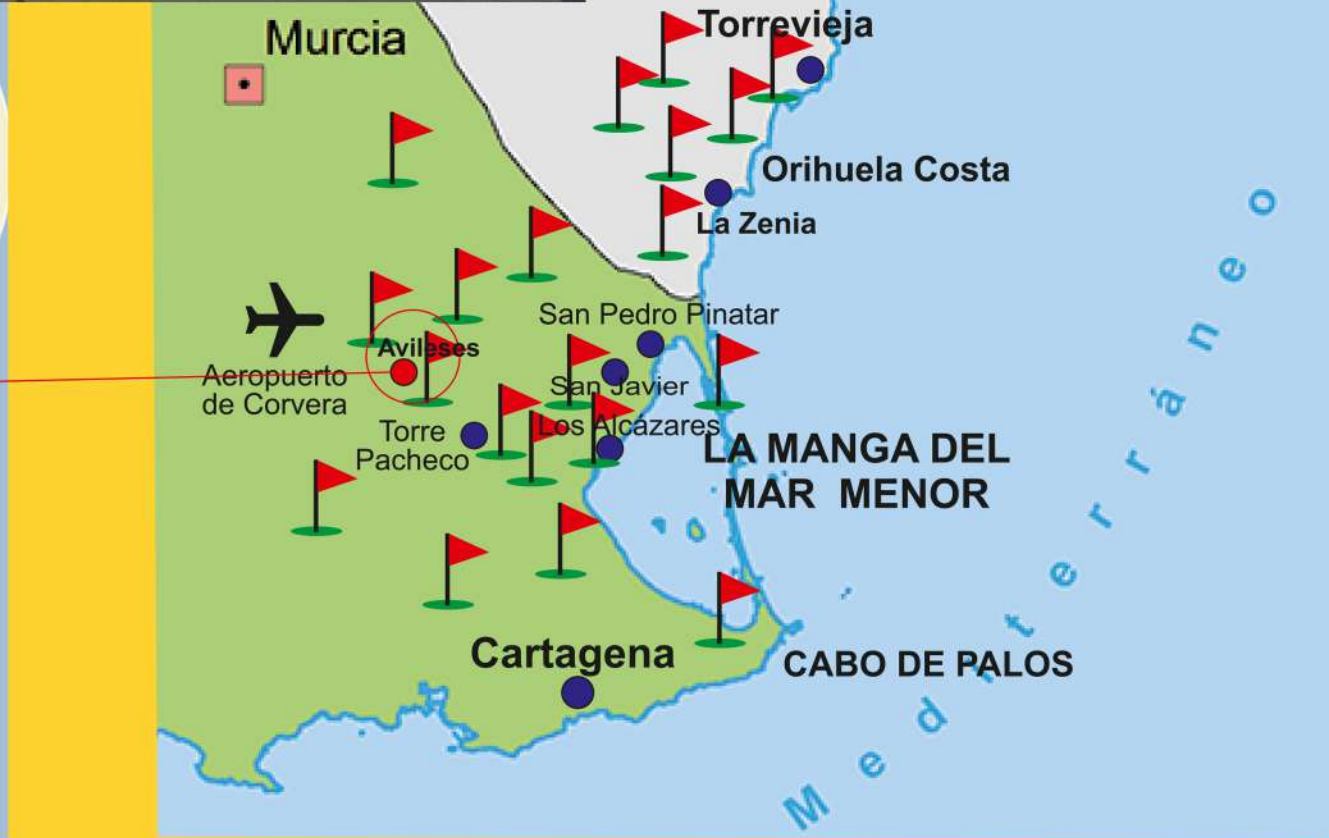 Torrevieja
Murcia
Orihuela Costa
La Zenia
San Pedro Pinatar
Avileses
Aeropuerto
de Corvera
San Javier
Los Alcázares
Torre
Pacheco
LA MANGA DEL
MAR MENOR
Cartagena
CABO DE PALOS
Mediterráneo